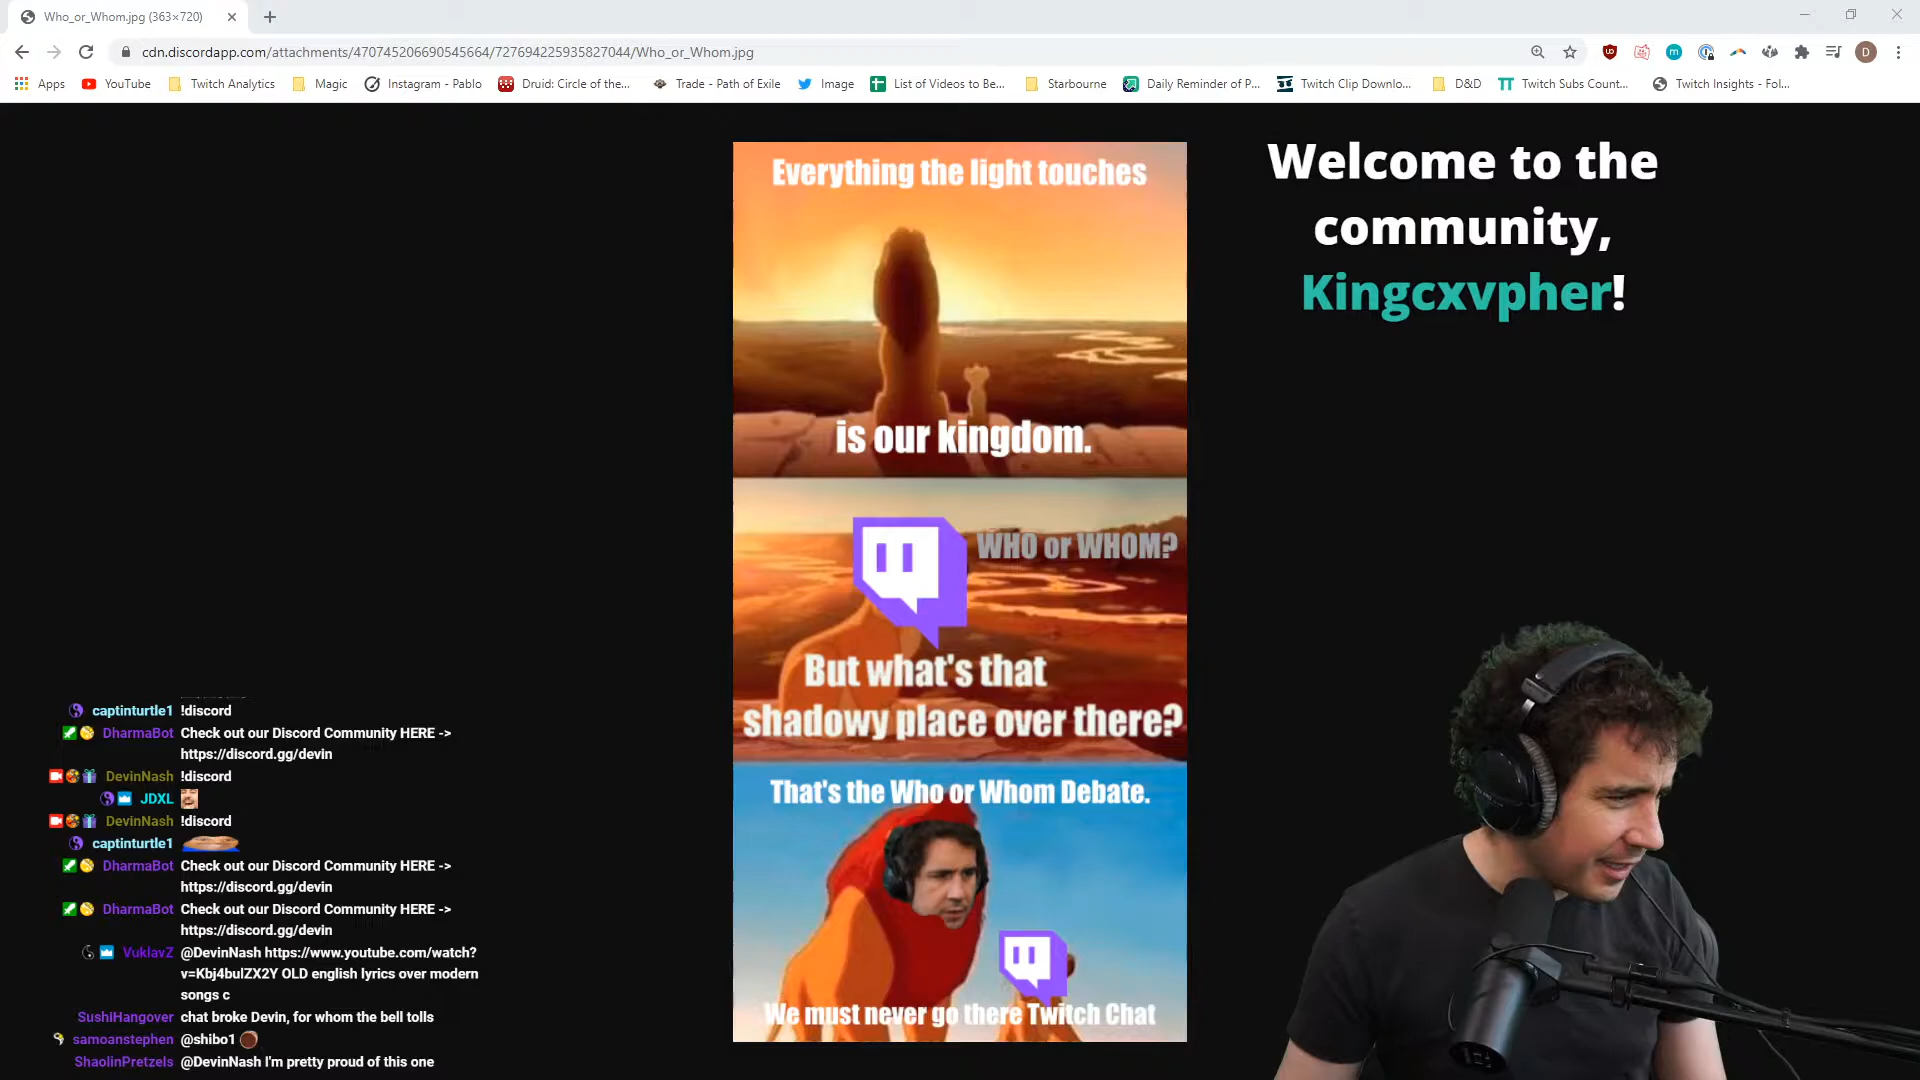 Who_or_Whom.jpg (363×720)
cdn.discordapp.com/attachments/470745206690545664/727694225935827044/Who_or_Whom.jpg
D
Apps
YouTube
Twitch Analytics
Magic
Instagram - Pablo
Druid: Circle of the...
Trade - Path of Exile
Image
List of Videos to Be...
Starbourne
Daily Reminder of P...
Twitch Clip Downlo...
D&D
Twitch Subs Count...
Twitch Insights - Fol...
Everything the light touches
is our kingdom.
WHO or WHOM?
But what's that
shadowy place over there?
That's the Who or Whom Debate.
We must never go there Twitch Chat
Welcome to the
community,
Kingcxvpher!
captinturtle1 !discord
DharmaBot Check out our Discord Community HERE ->
https://discord.gg/devin
DevinNash !discord
JDXL
DevinNash !discord
captinturtle1
DharmaBot Check out our Discord Community HERE ->
https://discord.gg/devin
DharmaBot Check out our Discord Community HERE ->
https://discord.gg/devin
VuklavZ @DevinNash https://www.youtube.com/watch?
v=Kbj4bulZX2Y OLD english lyrics over modern
songs c
SushiHangover chat broke Devin, for whom the bell tolls
samoanstephen @shibo1
ShaolinPretzels @DevinNash I'm pretty proud of this one